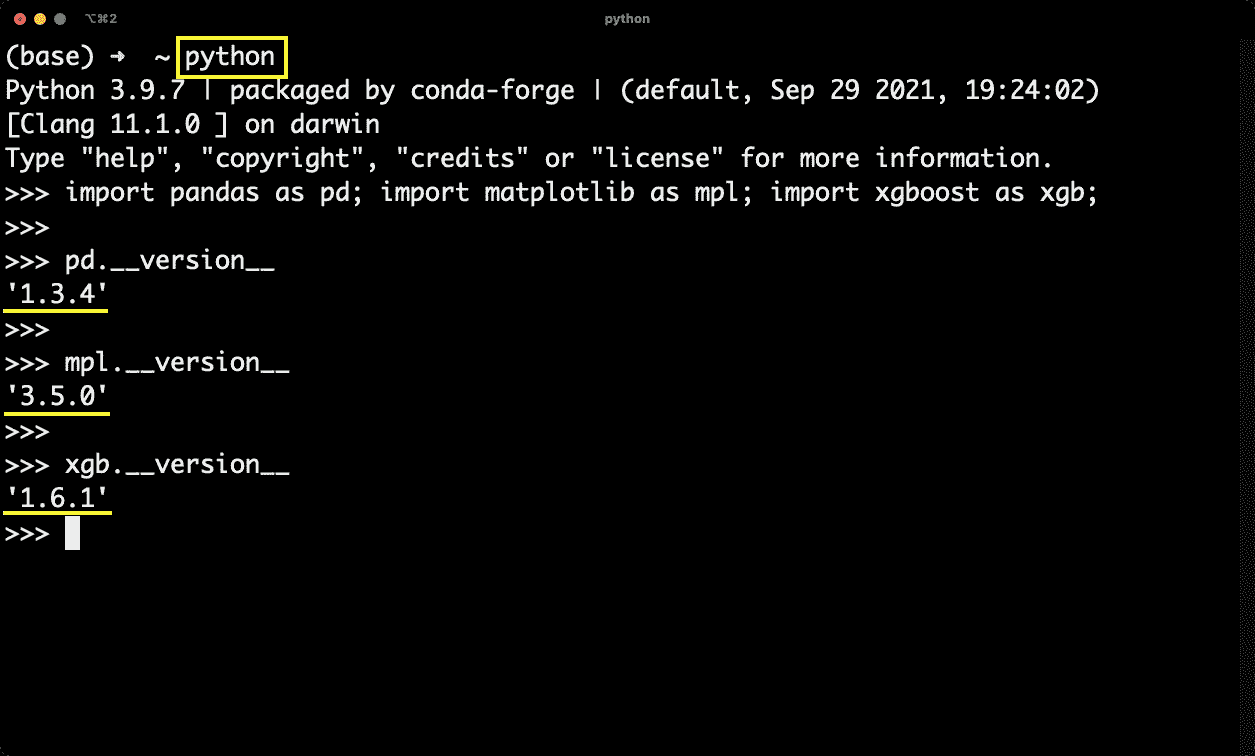 ⌥⌘2 python
(base) ➜ ~ python
Python 3.9.7 | packaged by conda-forge | (default, Sep 29 2021, 19:24:02)
[Clang 11.1.0 ] on darwin
Type "help", "copyright", "credits" or "license" for more information.
>>> import pandas as pd; import matplotlib as mpl; import xgboost as xgb;
>>>
>>> pd.__version__
'1.3.4'
>>>
>>> mpl.__version__
'3.5.0'
>>>
>>> xgb.__version__
'1.6.1'
>>>